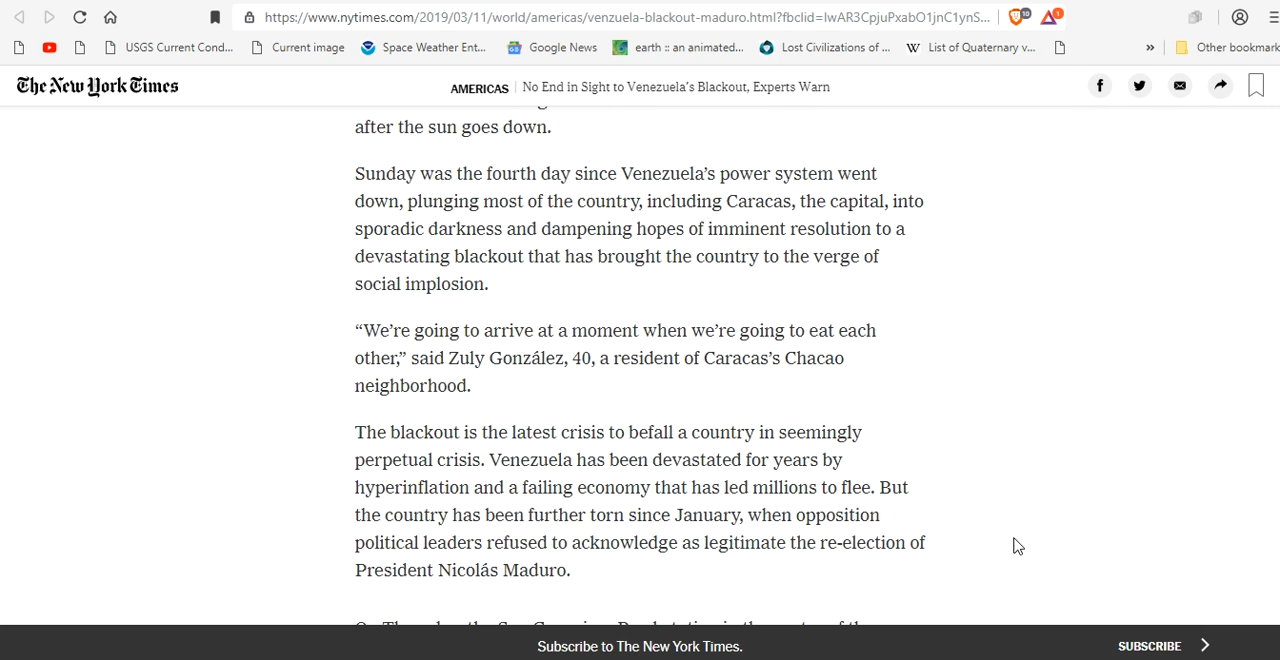 https://www.nytimes.com/2019/03/11/world/americas/venzuela-blackout-maduro.html?fbclid=IwAR3CpjuPxabO1jnC1ynS...
10
1
USGS Current Cond...
Current image
Space Weather Ent...
Google News
earth :: an animated...
Lost Civilizations of ...
W List of Quaternary v...
»
Other bookmark
The New York Times
AMERICAS | No End in Sight to Venezuela's Blackout, Experts Warn
after the sun goes down.
Sunday was the fourth day since Venezuela's power system went
down, plunging most of the country, including Caracas, the capital, into
sporadic darkness and dampening hopes of imminent resolution to a
devastating blackout that has brought the country to the verge of
social implosion.
“We're going to arrive at a moment when we're going to eat each
other,” said Zuly González, 40, a resident of Caracas's Chacao
neighborhood.
The blackout is the latest crisis to befall a country in seemingly
perpetual crisis. Venezuela has been devastated for years by
hyperinflation and a failing economy that has led millions to flee. But
the country has been further torn since January, when opposition
political leaders refused to acknowledge as legitimate the re-election of
President Nicolás Maduro.
Subscribe to The New York Times.
SUBSCRIBE